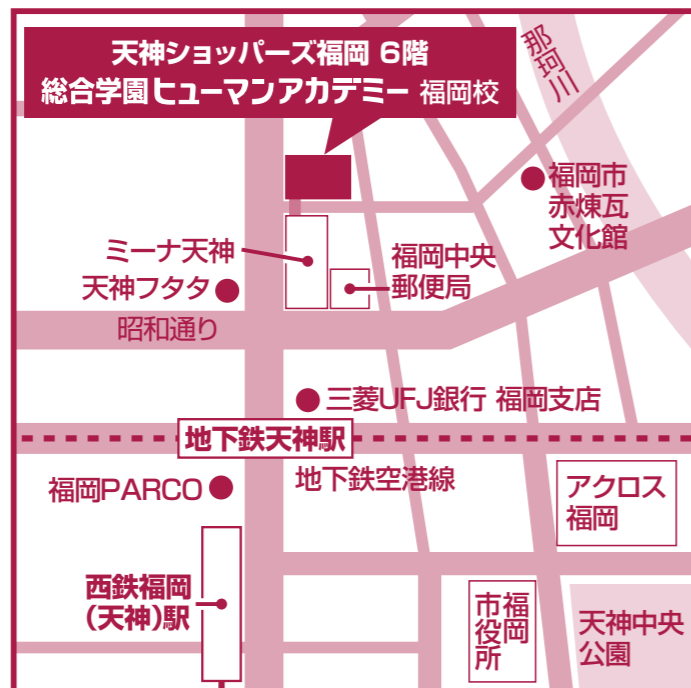 天神ショッパーズ福岡 6階
総合学園ヒューマンアカデミー 福岡校
那珂川
福岡市
赤煉瓦
文化館
ミーナ天神
福岡中央
郵便局
天神フタタ
昭和通り
三菱UFJ銀行 福岡支店
地下鉄天神駅
地下鉄空港線
福岡PARCO
アクロス
福岡
西鉄福岡
(天神)駅
福岡
市役所
天神中央
公園